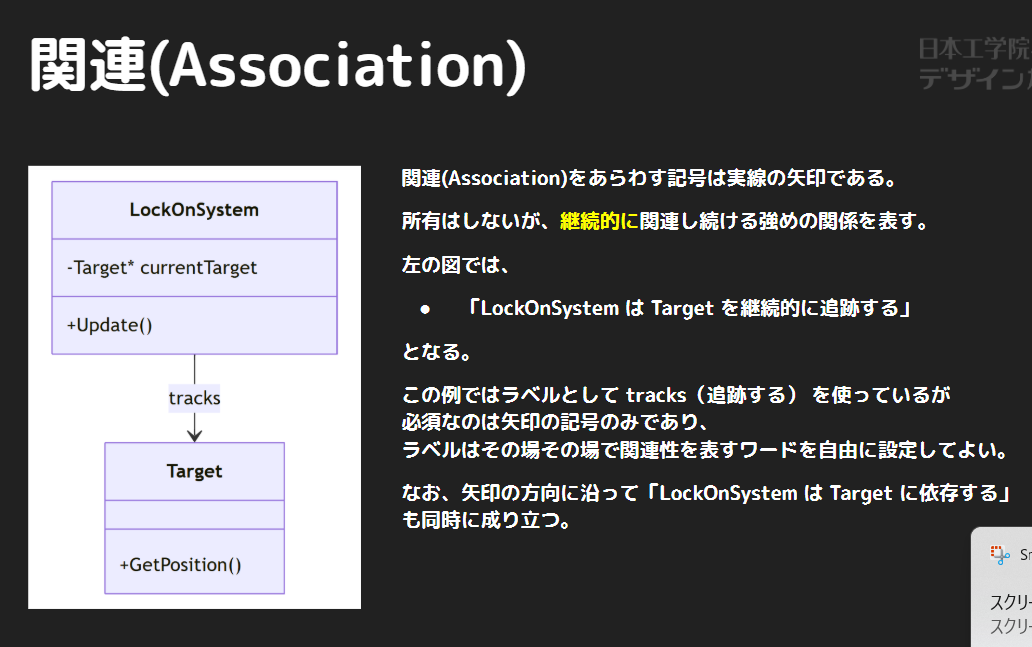 関連(Association)
日本工学院
デザイン
LockOnSystem
-Target* currentTarget
+Update()
tracks
Target
+GetPosition()
関連(Association)をあらわす記号は実線の矢印である。
所有はしないが、継続的に関連し続ける強めの関係を表す。
左の図では、
● 「LockOnSystem は Target を継続的に追跡する」
となる。
この例ではラベルとして tracks（追跡する） を使っているが
必須なのは矢印の記号のみであり、
ラベルはその場その場で関連性を表すワードを自由に設定してよい。
なお、矢印の方向に沿って「LockOnSystem は Target に依存する」
も同時に成り立つ。
スクリー
スクリー